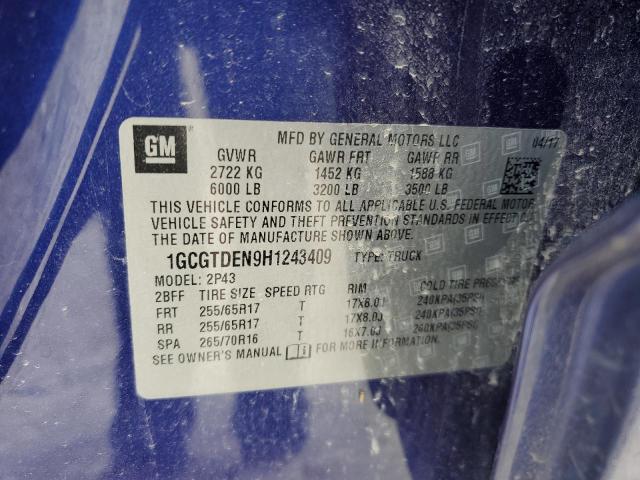 GM MFD BY GENERAL MOTORS LLC 04/17
GVWR GAWR FRT GAWR RR
2722 KG 1452 KG 1588 KG
6000 LB 3200 LB 3500 LB
THIS VEHICLE CONFORMS TO ALL APPLICABLE U.S. FEDERAL MOTOR
VEHICLE SAFETY AND THEFT PREVENTION STANDARDS IN EFFECT ON
THE DATE OF MANUFACTURE SHOWN ABOVE.
1GCGTDEN9H1243409 TYPE: TRUCK
MODEL: 2P43
2BFF TIRE SIZE SPEED RTG RIM COLD TIRE PRESSURE
FRT 255/65R17 T 17X8.0J 240KPA(35PSI)
RR 255/65R17 T 17X8.0J 240KPA(35PSI)
SPA 265/70R16 T 16X7.0J 240KPA(35PSI)
SEE OWNER'S MANUAL FOR MORE INFORMATION.